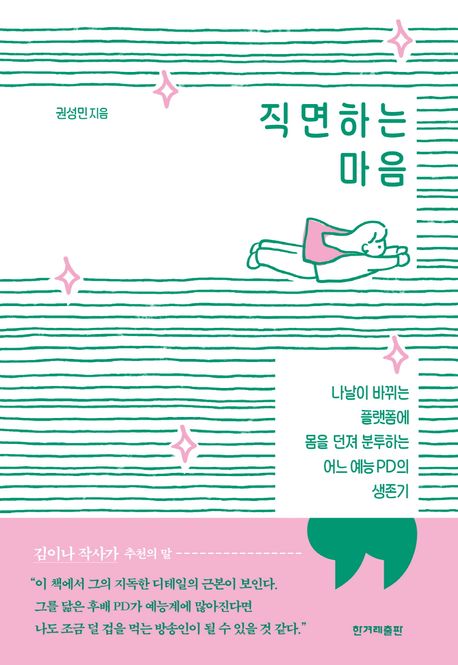 권성민 지음
직면하는
마음
나날이 바뀌는
플랫폼에
몸을 던져 분투하는
어느 예능 PD의
생존기
김이나 작사가 추천의 말
“이 책에서 그의 지독한 디테일의 근본이 보인다.
그를 닮은 후배 PD가 예능계에 많아진다면
나도 조금 덜 겁을 먹는 방송인이 될 수 있을 것 같다.”
한겨레출판